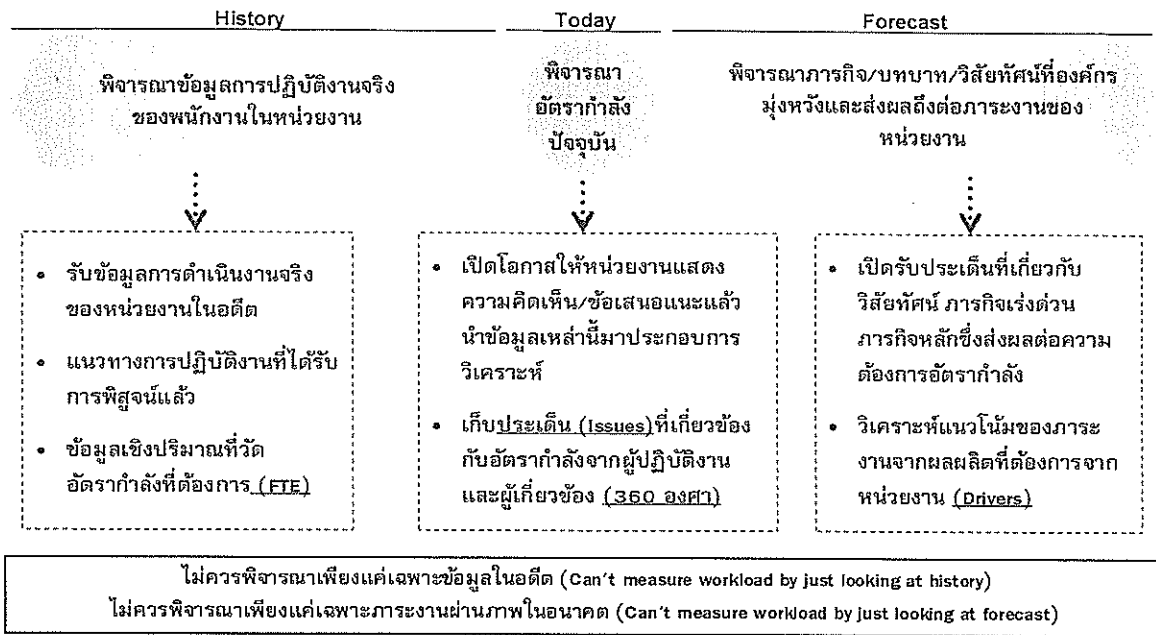 History
Today
Forecast
พิจารณาข้อมูลการปฏิบัติงานจริง
ของพนักงานในหน่วยงาน
พิจารณา
อัตรากำลัง
ปัจจุบัน
พิจารณาภารกิจ/บทบาท/วิสัยทัศน์ที่องค์กร
มุ่งหวังและส่งผลถึงต่อภาระงานของ
หน่วยงาน
• รับข้อมูลการดำเนินงานจริง
ของหน่วยงานในอดีต
• แนวทางการปฏิบัติงานที่ได้รับ
การพิสูจน์แล้ว
• ข้อมูลเชิงปริมาณที่วัด
อัตรากำลังที่ต้องการ (FTE)
• เปิดโอกาสให้หน่วยงานแสดง
ความคิดเห็น/ข้อเสนอแนะแล้ว
นำข้อมูลเหล่านี้มาประกอบการ
วิเคราะห์
• เก็บประเด็น (Issues)ที่เกี่ยวข้อง
กับอัตรากำลังจากผู้ปฏิบัติงาน
และผู้เกี่ยวข้อง (360 องศา)
• เปิดรับประเด็นที่เกี่ยวกับ
วิสัยทัศน์ ภารกิจเร่งด่วน
ภารกิจหลักซึ่งส่งผลต่อความ
ต้องการอัตรากำลัง
• วิเคราะห์แนวโน้มของภาระ
งานจากผลผลิตที่ต้องการจาก
หน่วยงาน (Drivers)
ไม่ควรพิจารณาเพียงแค่เฉพาะข้อมูลในอดีต (Can't measure workload by just looking at history)
ไม่ควรพิจารณาเพียงแค่เฉพาะภาระงานผ่านภาพในอนาคต (Can't measure workload by just looking at forecast)